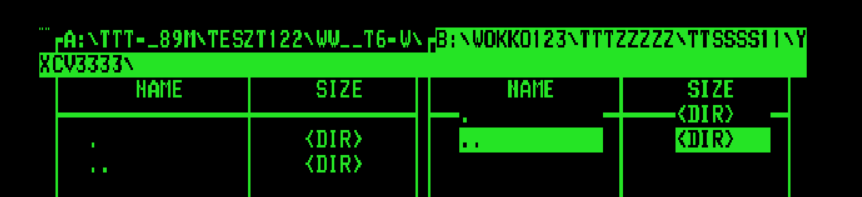 A:\TTT-_89M\TESZT122\WW__T6-W\ B:\WOKKO123\TTTZZZZZ\TTSSSS11\Y
XCV3333\
NAME SIZE NAME SIZE
. <DIR>
. <DIR> .. <DIR>
.. <DIR>